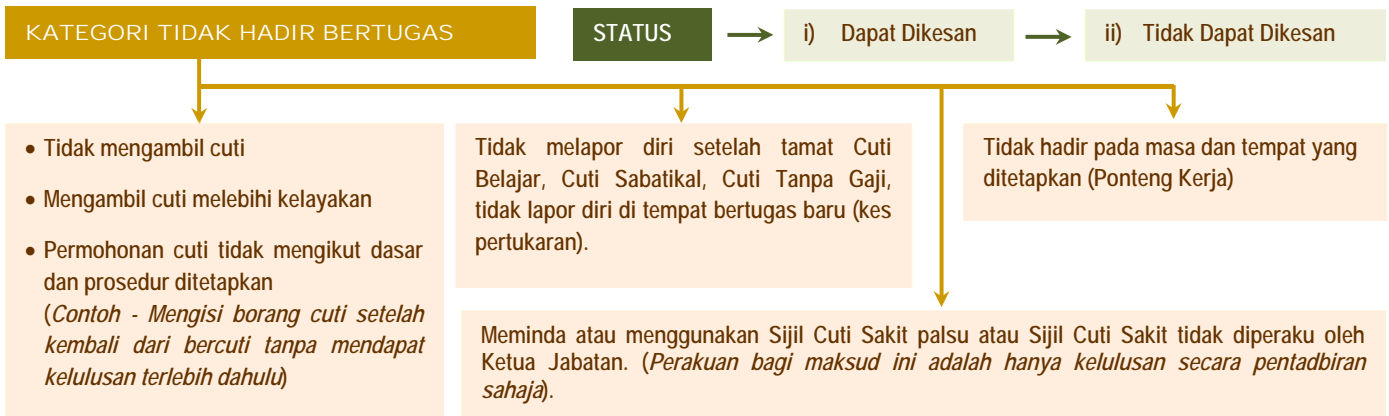 KATEGORI TIDAK HADIR BERTUGAS
STATUS
i) Dapat Dikesan
ii) Tidak Dapat Dikesan
• Tidak mengambil cuti
• Mengambil cuti melebihi kelayakan
• Permohonan cuti tidak mengikut dasar
dan prosedur ditetapkan
(Contoh - Mengisi borang cuti setelah
kembali dari bercuti tanpa mendapat
kelulusan terlebih dahulu)
Tidak melapor diri setelah tamat Cuti
Belajar, Cuti Sabatikal, Cuti Tanpa Gaji,
tidak lapor diri di tempat bertugas baru (kes
pertukaran).
Tidak hadir pada masa dan tempat yang
ditetapkan (Ponteng Kerja)
Meminda atau menggunakan Sijil Cuti Sakit palsu atau Sijil Cuti Sakit tidak diperaku oleh
Ketua Jabatan. (Perakuan bagi maksud ini adalah hanya kelulusan secara pentadbiran
sahaja).